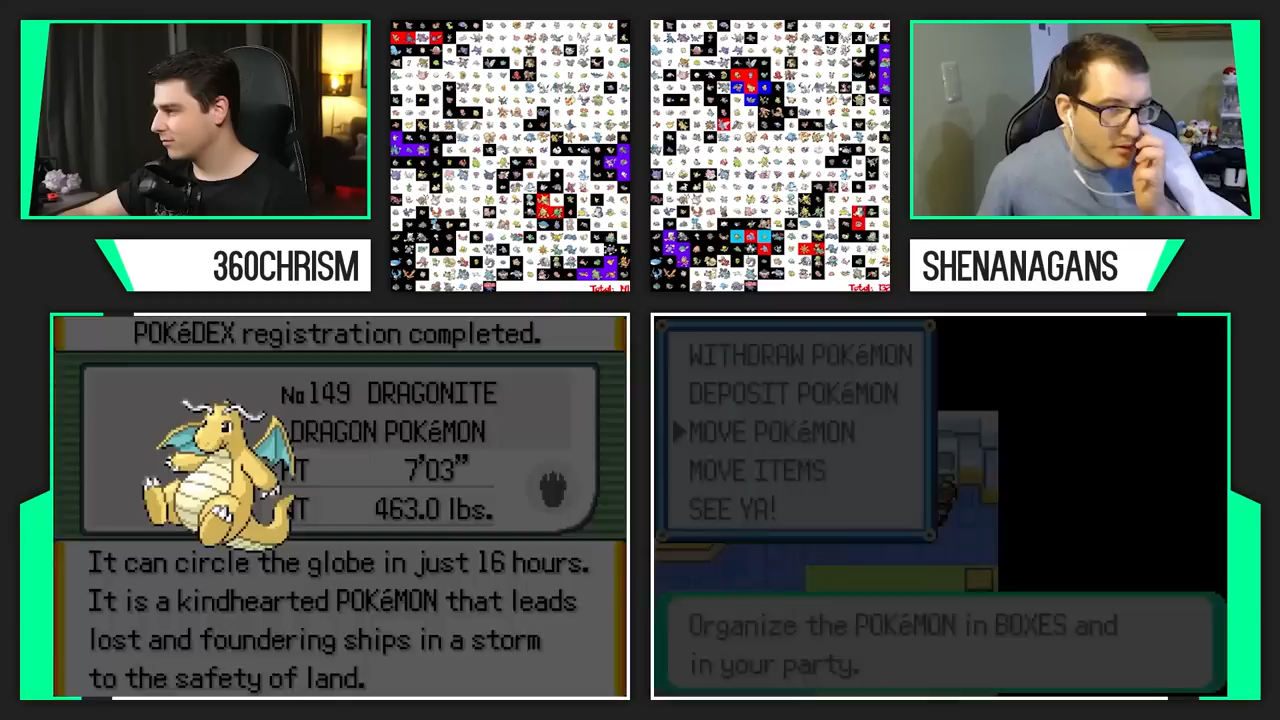 360CHRISM
SHENANAGANS
POKéDEX registration completed.
No149 DRAGONITE
DRAGON POKéMON
HT 7'03"
WT 463.0 lbs.
It can circle the globe in just 16 hours.
It is a kindhearted POKéMON that leads
lost and foundering ships in a storm
to the safety of land.
WITHDRAW POKéMON
DEPOSIT POKéMON
▶MOVE POKéMON
MOVE ITEMS
SEE YA!
Organize the POKéMON in BOXES and
in your party.